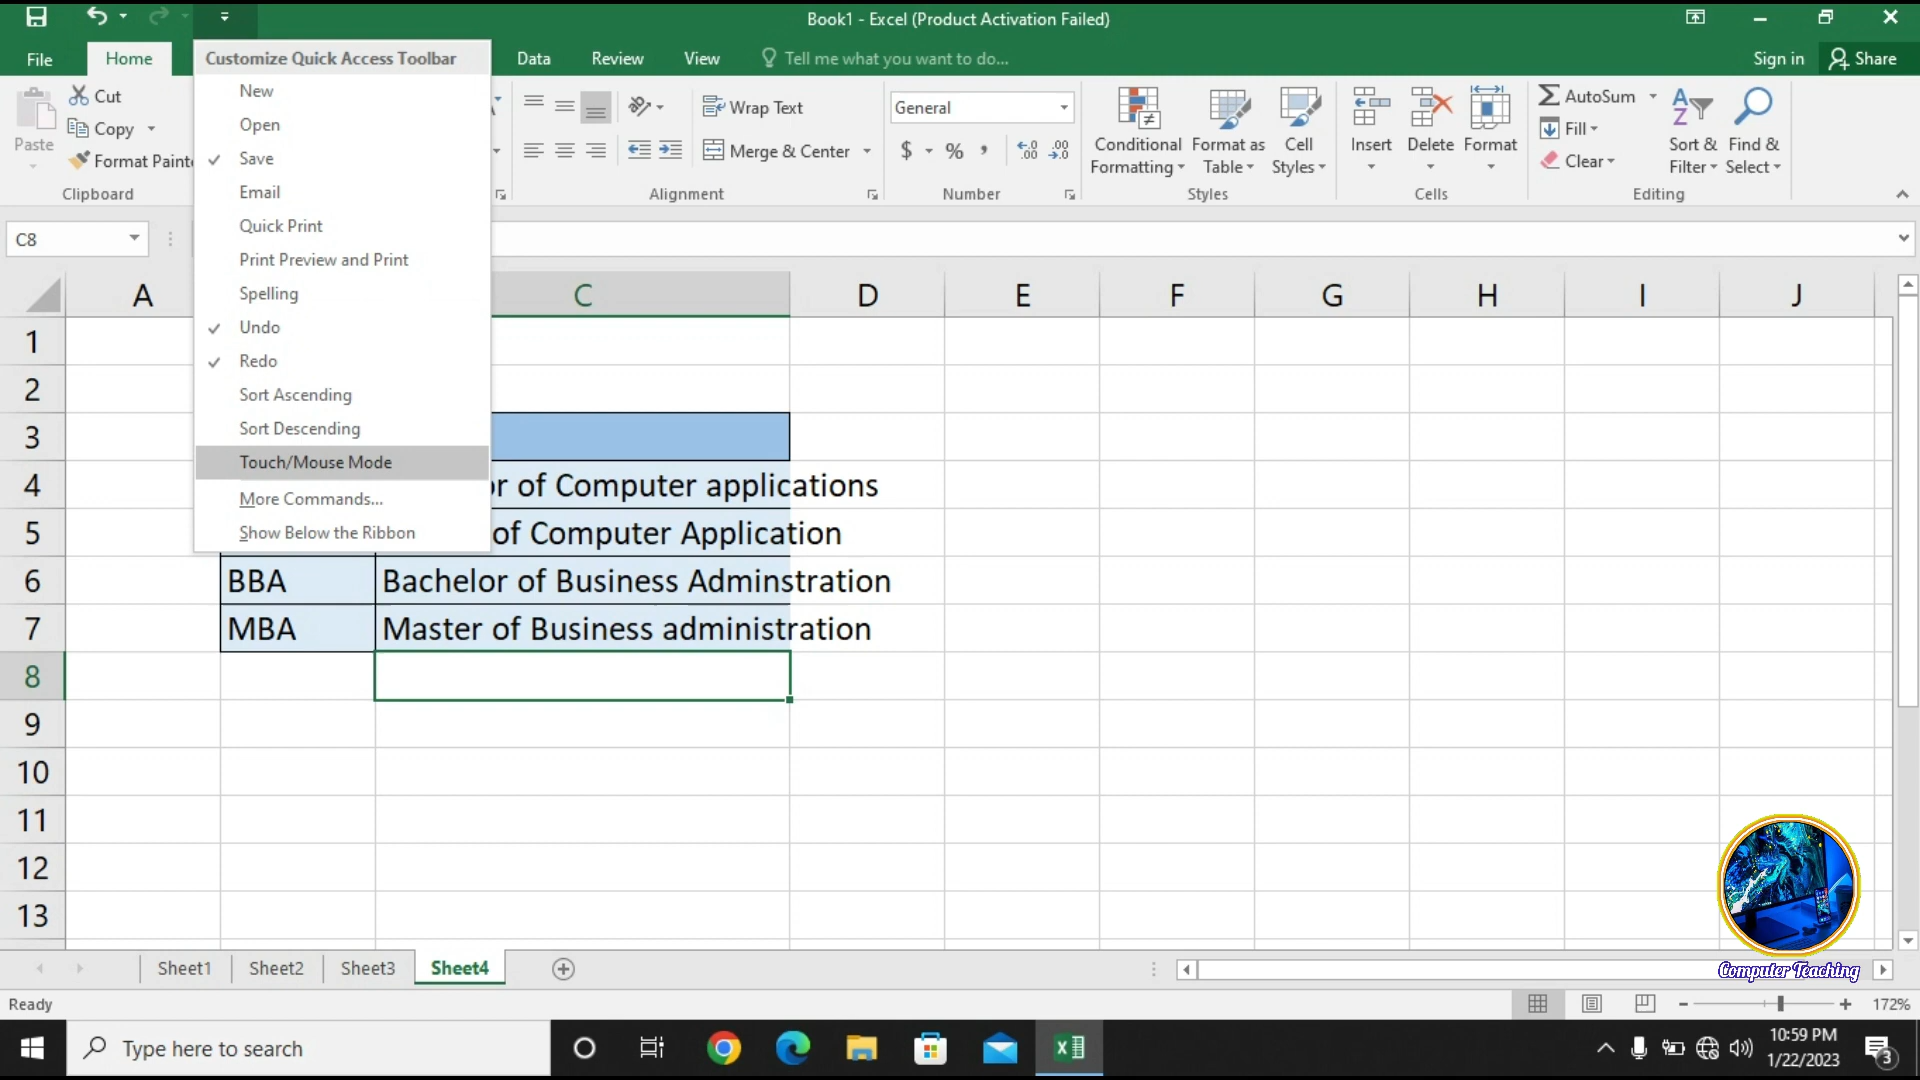 Book1 - Excel (Product Activation Failed)
File
Home
Data
Review
View
Tell me what you want to do...
Sign in
Share
Customize Quick Access Toolbar
New
Open
Save
Email
Quick Print
Print Preview and Print
Spelling
Undo
Redo
Sort Ascending
Sort Descending
Touch/Mouse Mode
More Commands...
Show Below the Ribbon
Paste
Cut
Copy
Format Painte
Clipboard
Wrap Text
Merge & Center
Alignment
General
$ % ,
Number
Conditional Formatting
Format as Table
Cell Styles
Styles
Insert
Delete
Format
Cells
AutoSum
Fill
Clear
Sort & Filter
Find & Select
Editing
C8
A C D E F G H I J
1
2
3
4 r of Computer applications
5 of Computer Application
6 BBA Bachelor of Business Adminstration
7 MBA Master of Business administration
8
9
10
11
12
13
Computer Teaching
Sheet1 Sheet2 Sheet3 Sheet4
Ready
172%
Type here to search
10:59 PM
1/22/2023
3